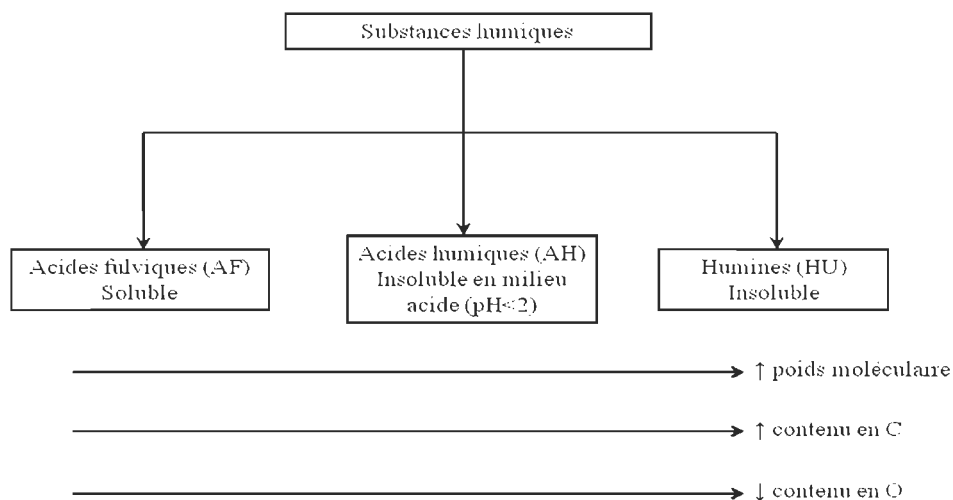 Substances humiques
Acides fulviques (AF)
Soluble
Acides humiques (AH)
Insoluble en milieu
acide (pH<2)
Humines (HU)
Insoluble
↑ poids moléculaire
↑ contenu en C
↓ contenu en O